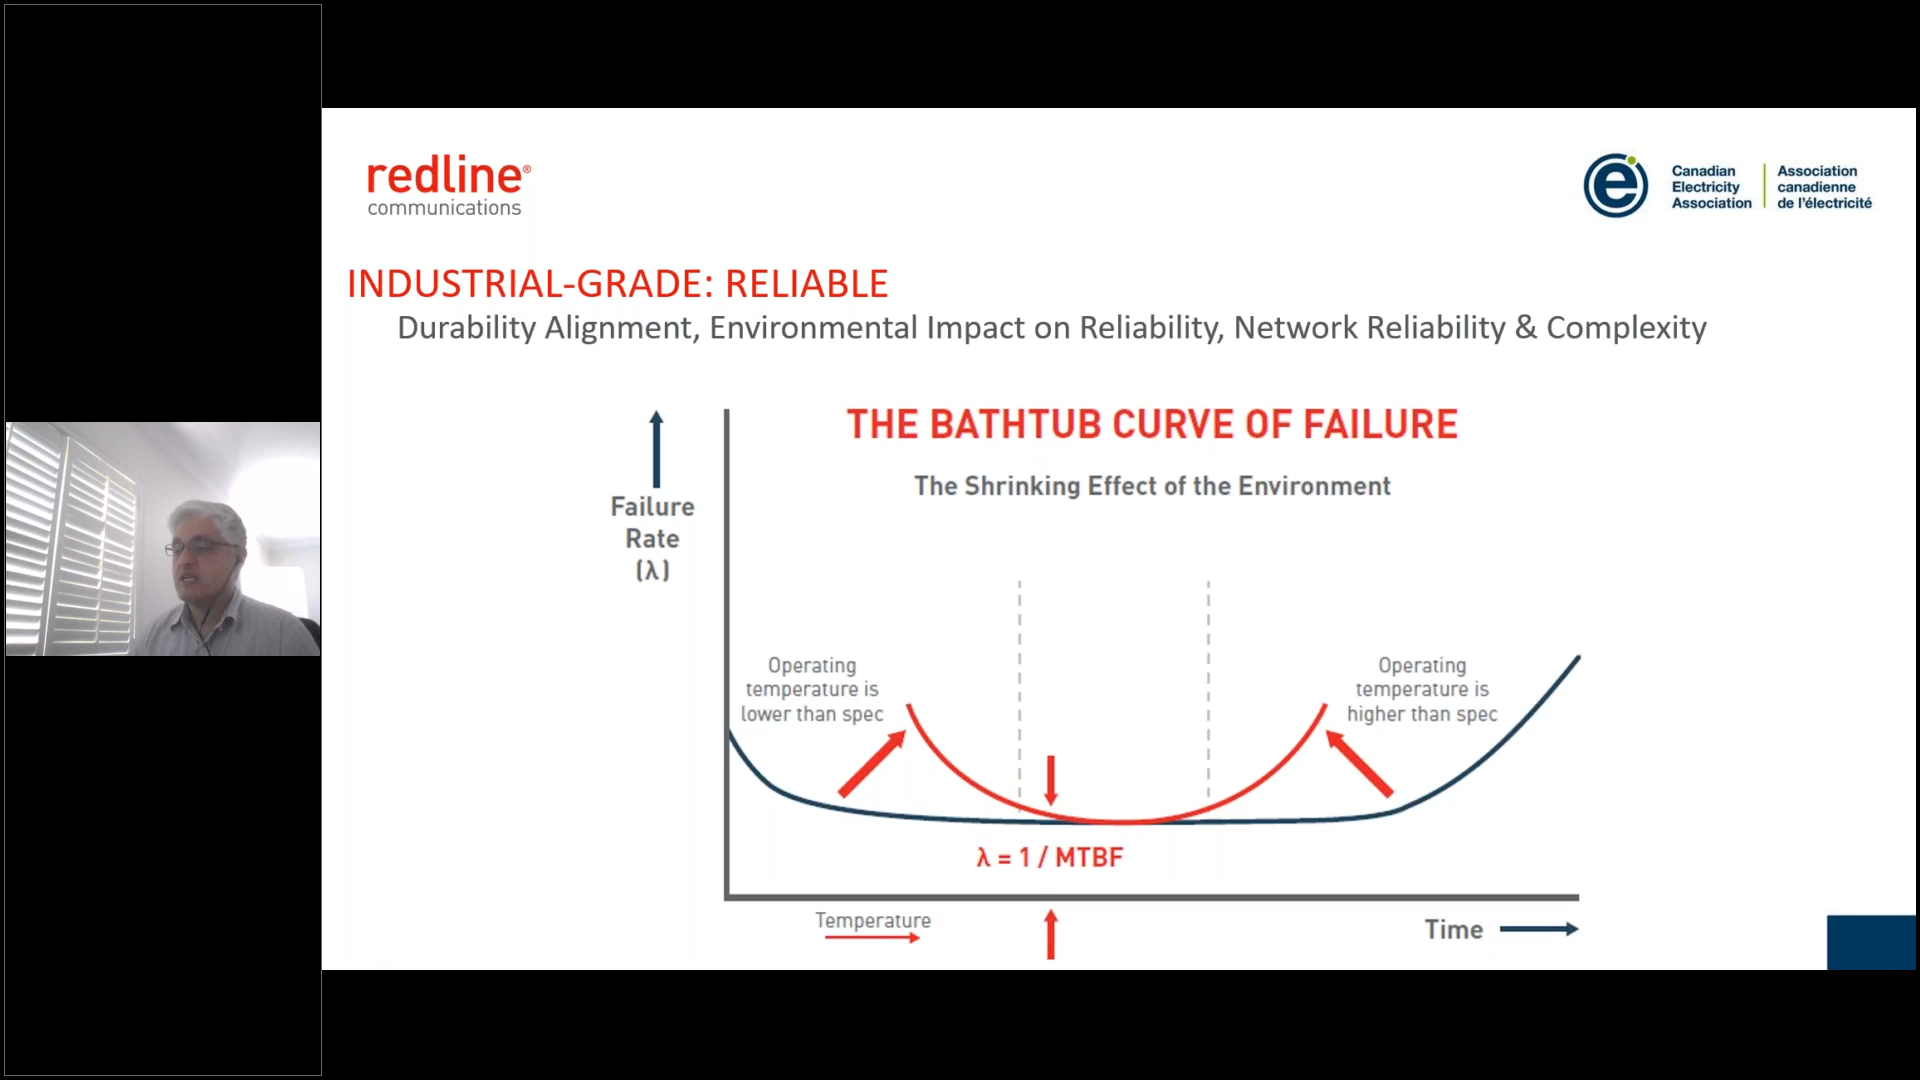 redline®
communications
Canadian
Electricity
Association
Association
canadienne
de l'électricité
INDUSTRIAL-GRADE: RELIABLE
Durability Alignment, Environmental Impact on Reliability, Network Reliability & Complexity
THE BATHTUB CURVE OF FAILURE
The Shrinking Effect of the Environment
Failure
Rate
(λ)
Operating
temperature is
lower than spec
Operating
temperature is
higher than spec
λ = 1 / MTBF
Temperature
Time